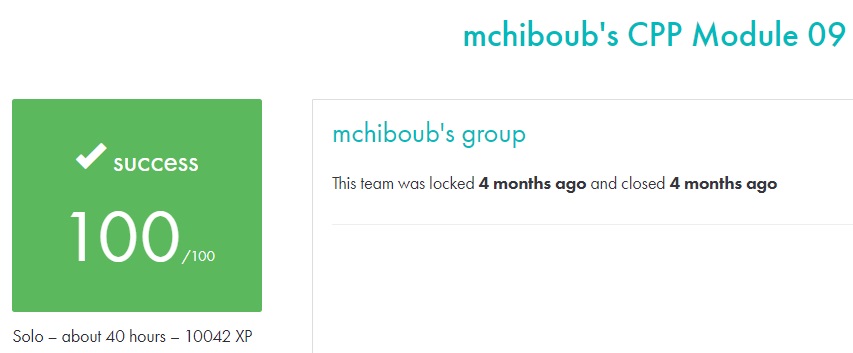 mchiboub's CPP Module 09
success
100/100
Solo – about 40 hours – 10042 XP
mchiboub's group
This team was locked 4 months ago and closed 4 months ago